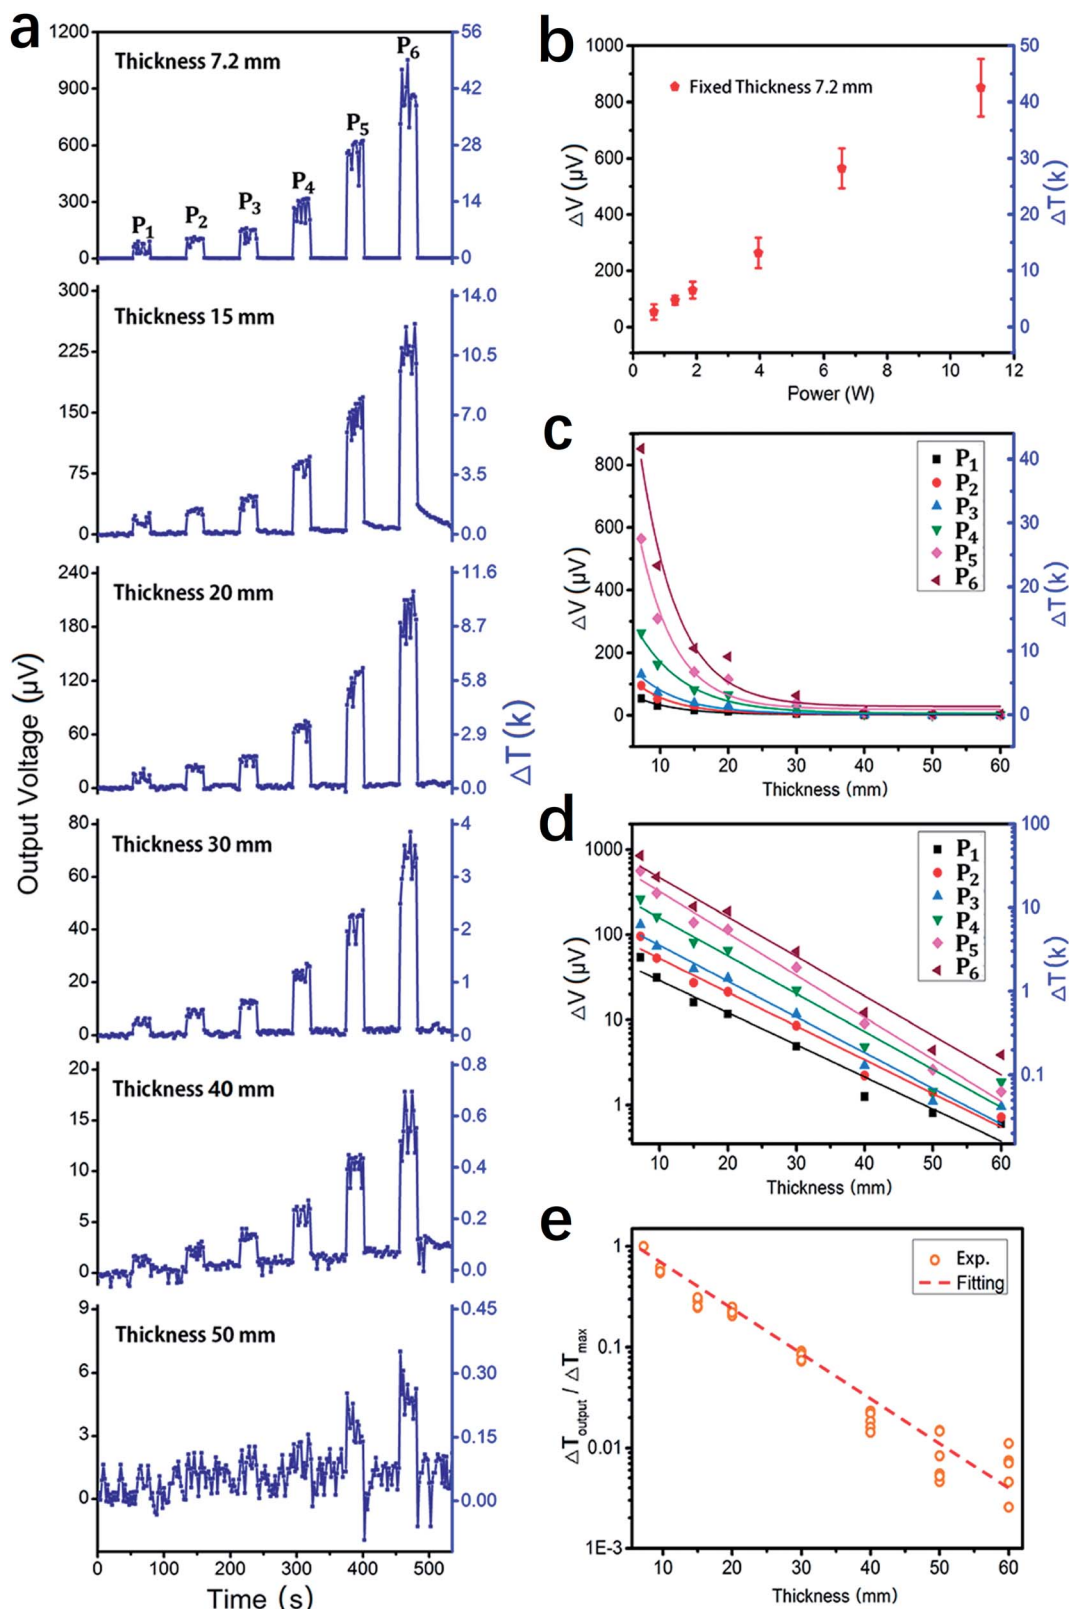 a
Output Voltage (μV)
ΔT (k)
Time (s)
Thickness 7.2 mm
P1 P2 P3 P4 P5 P6
1200
900
600
300
0
56
42
28
14
0
Thickness 15 mm
300
225
150
75
0
14.0
10.5
7.0
3.5
0.0
Thickness 20 mm
240
180
120
60
0
11.6
8.7
5.8
2.9
0.0
Thickness 30 mm
80
60
40
20
0
4
3
2
1
0
Thickness 40 mm
20
15
10
5
0
0.8
0.6
0.4
0.2
0.0
Thickness 50 mm
9
6
3
0
0.45
0.30
0.15
0.00
0 100 200 300 400 500
b
△V (μV)
△T (k)
Fixed Thickness 7.2 mm
1000
800
600
400
200
0
50
40
30
20
10
0
0 2 4 6 8 10 12
Power (W)
c
△V (μV)
△T (k)
800
600
400
200
0
40
30
20
10
0
P1
P2
P3
P4
P5
P6
10 20 30 40 50 60
Thickness (mm)
d
△V (μV)
△T (k)
1000
100
10
1
100
10
1
0.1
P1
P2
P3
P4
P5
P6
10 20 30 40 50 60
Thickness (mm)
e
△Toutput / △Tmax
1
0.1
0.01
1E-3
Exp.
Fitting
10 20 30 40 50 60
Thickness (mm)